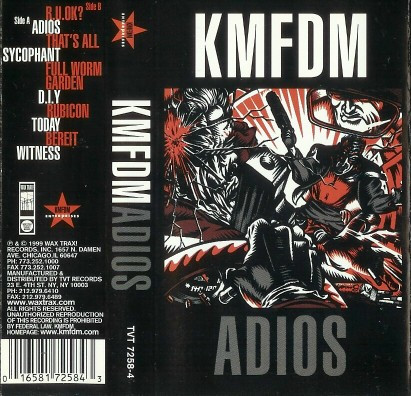 Side B
R.U.OK?
Side A
ADIOS
THAT'S ALL
SYCOPHANT
FULL WORM
GARDEN
D.I.Y
RUBICON
TODAY
BEREIT
WITNESS
KMFDM
ENTERPRISES
℗ & © 1999 WAX TRAX!
RECORDS, INC. 1657 N. DAMEN
AVE, CHICAGO,IL 60647
PH: 773.252.1000
FAX 773.252.1007
MANUFACTURED &
DISTRIBUTED BY TVT RECORDS
23 E. 4TH ST. NY, NY 10003
PH: 212.979.6410
FAX: 212.979.6489
www.waxtrax.com
ALL RIGHTS RESERVED.
UNAUTHORIZED REPRODUCTION
OF THIS RECORDING IS PROHIBITED
BY FEDERAL LAW. KMFDM
HOMEPAGE: www.kmfdm.com
0 16581 72584 3
KMFDM ADIOS
TVT 7258-4
KMFDM
ADIOS